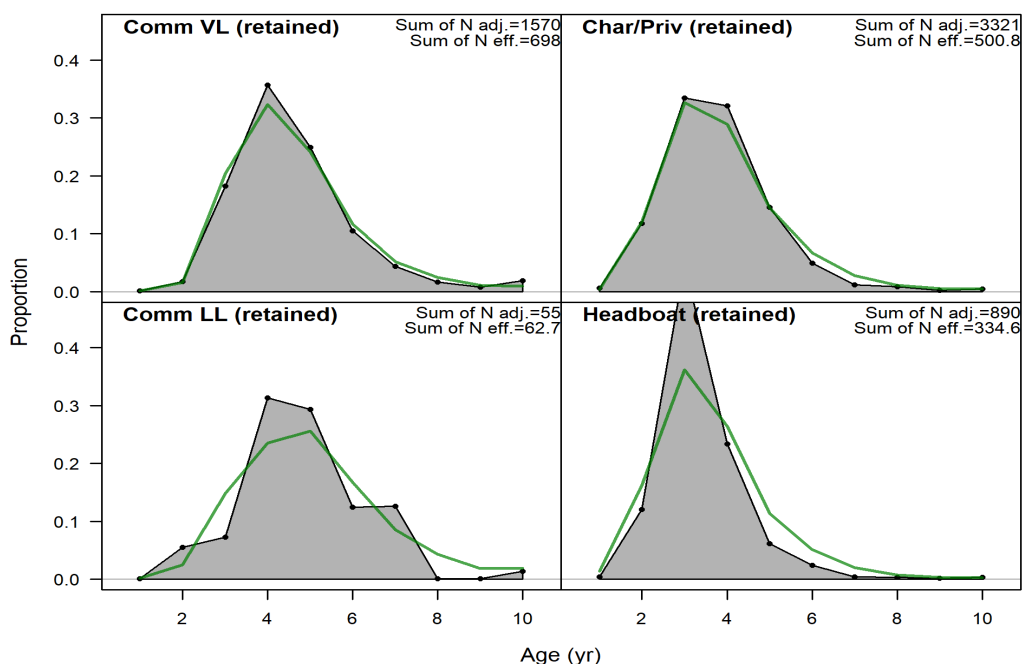 Comm VL (retained)
Sum of N adj.=1570
Sum of N eff.=698
Char/Priv (retained)
Sum of N adj.=3321
Sum of N eff.=500.8
0.4
0.3
0.2
0.1
0.0
Comm LL (retained)
Sum of N adj.=55
Sum of N eff.=62.7
Headboat (retained)
Sum of N adj.=890
Sum of N eff.=334.6
0.4
0.3
0.2
0.1
0.0
Proportion
2 4 6 8 10
2 4 6 8 10
Age (yr)